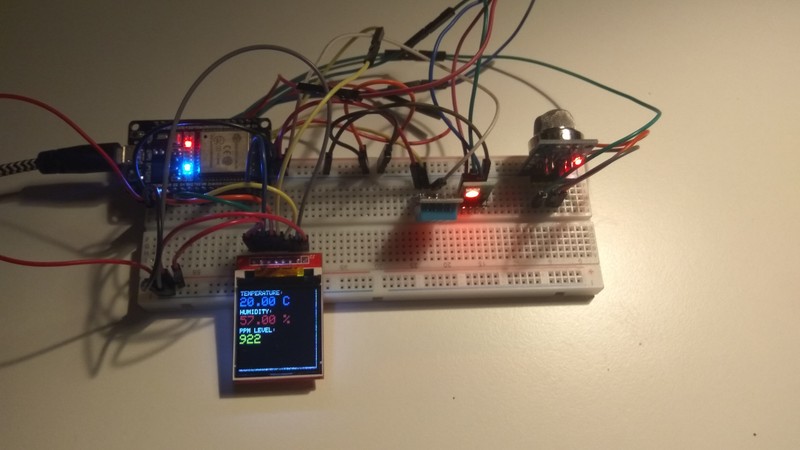 TEMPERATURE:
20.00 C
HUMIDITY:
57.00 %
PPM LEVEL:
922